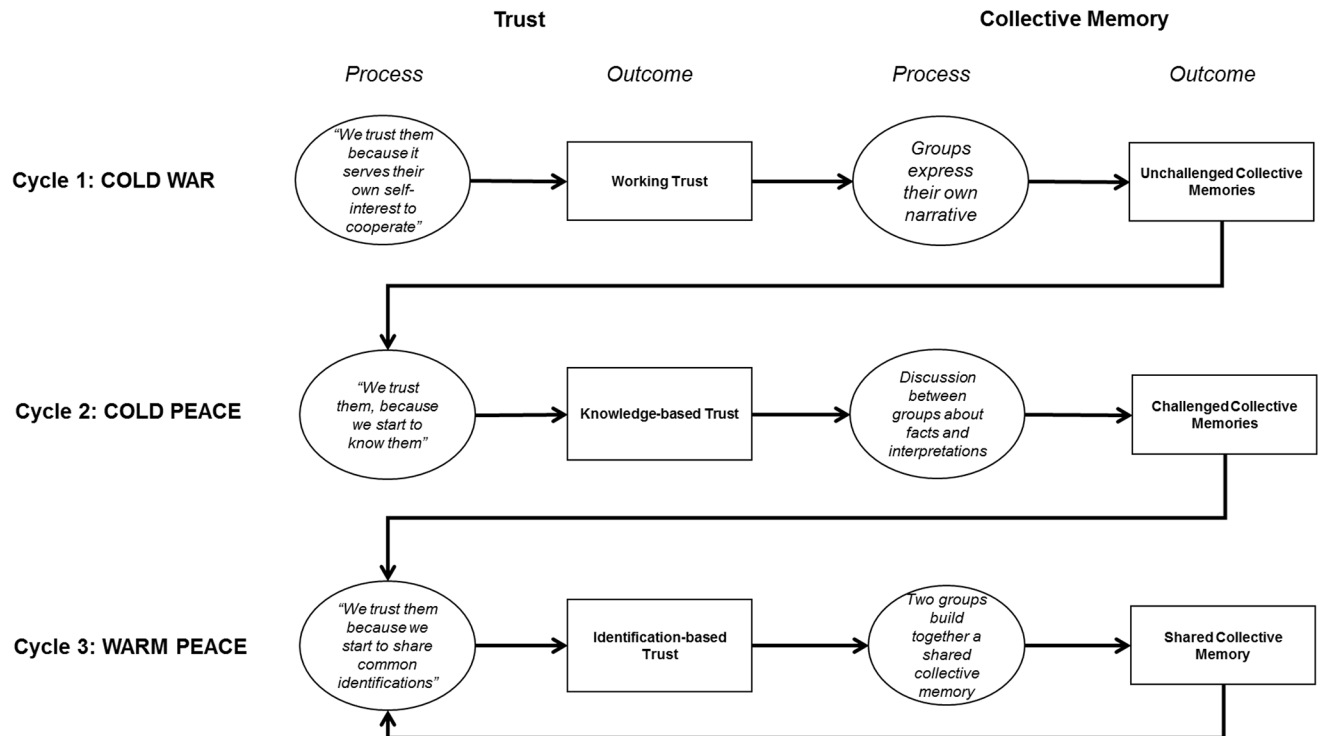 Trust
Collective Memory
Process
Outcome
Process
Outcome
Cycle 1: COLD WAR
“We trust them
because it
serves their
own self-
interest to
cooperate”
Working Trust
Groups
express
their own
narrative
Unchallenged Collective
Memories
Cycle 2: COLD PEACE
“We trust
them, because
we start to
know them”
Knowledge-based Trust
Discussion
between
groups about
facts and
interpretations
Challenged Collective
Memories
Cycle 3: WARM PEACE
“We trust them
because we
start to share
common
identifications”
Identification-based
Trust
Two groups
build
together a
shared
collective
memory
Shared Collective
Memory